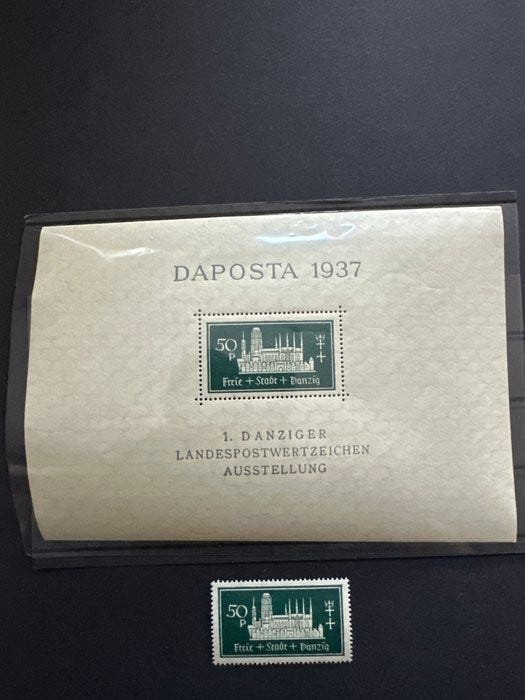 DAPOSTA 1937
50
P
Freie + Stadt + Danzig
1. DANZIGER
LANDESPOSTWERTZEICHEN
AUSSTELLUNG
50
P
Freie + Stadt + Danzig